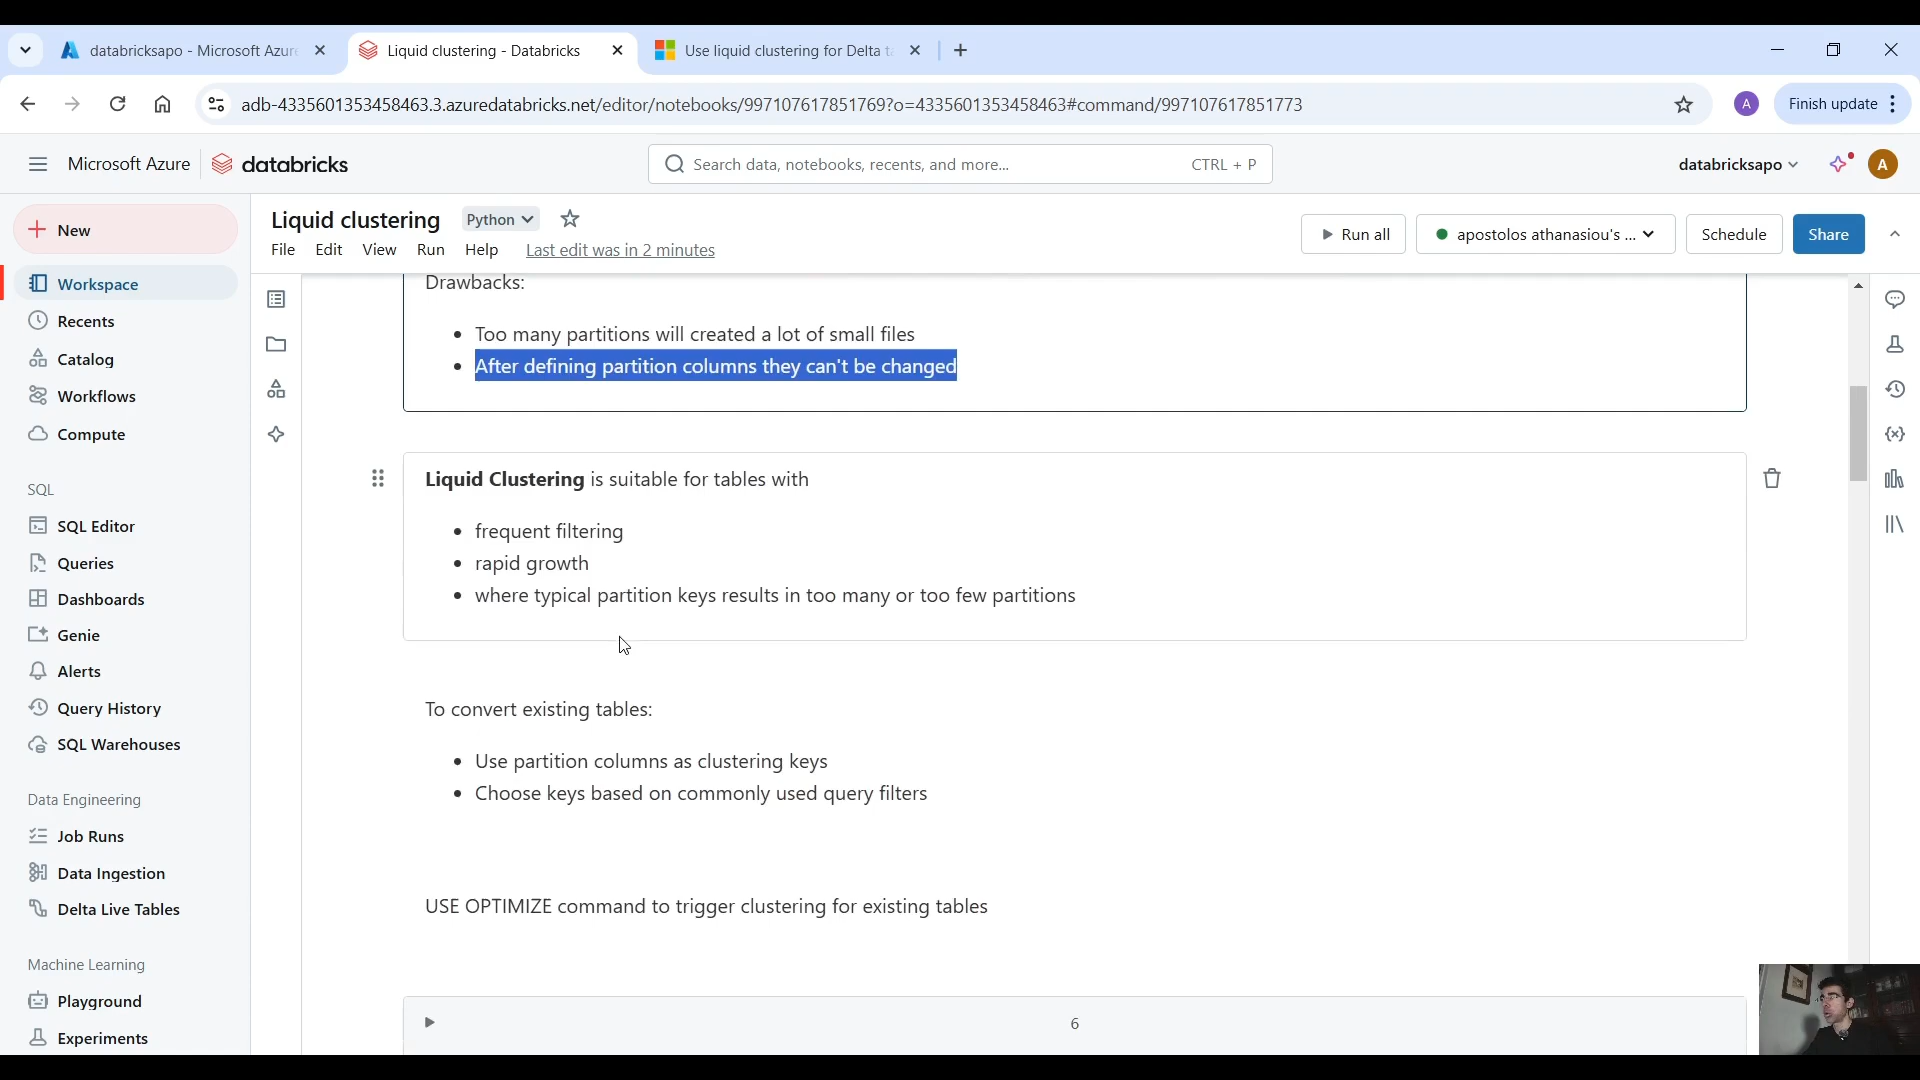 databricksapo - Microsoft Azur
Liquid clustering - Databricks
Use liquid clustering for Delta ta
adb-4335601353458463.3.azuredatabricks.net/editor/notebooks/997107617851769?o=4335601353458463#command/997107617851773
A
Finish update
Microsoft Azure
databricks
Search data, notebooks, recents, and more...
CTRL + P
databricksapo
A
New
Workspace
Recents
Catalog
Workflows
Compute
SQL
SQL Editor
Queries
Dashboards
Genie
Alerts
Query History
SQL Warehouses
Data Engineering
Job Runs
Data Ingestion
Delta Live Tables
Machine Learning
Playground
Experiments
Liquid clustering
Python
File Edit View Run Help Last edit was in 2 minutes
Run all
apostolos athanasiou's ...
Schedule
Share
Drawbacks:
• Too many partitions will created a lot of small files
• After defining partition columns they can't be changed
Liquid Clustering is suitable for tables with
• frequent filtering
• rapid growth
• where typical partition keys results in too many or too few partitions
To convert existing tables:
• Use partition columns as clustering keys
• Choose keys based on commonly used query filters
USE OPTIMIZE command to trigger clustering for existing tables
6